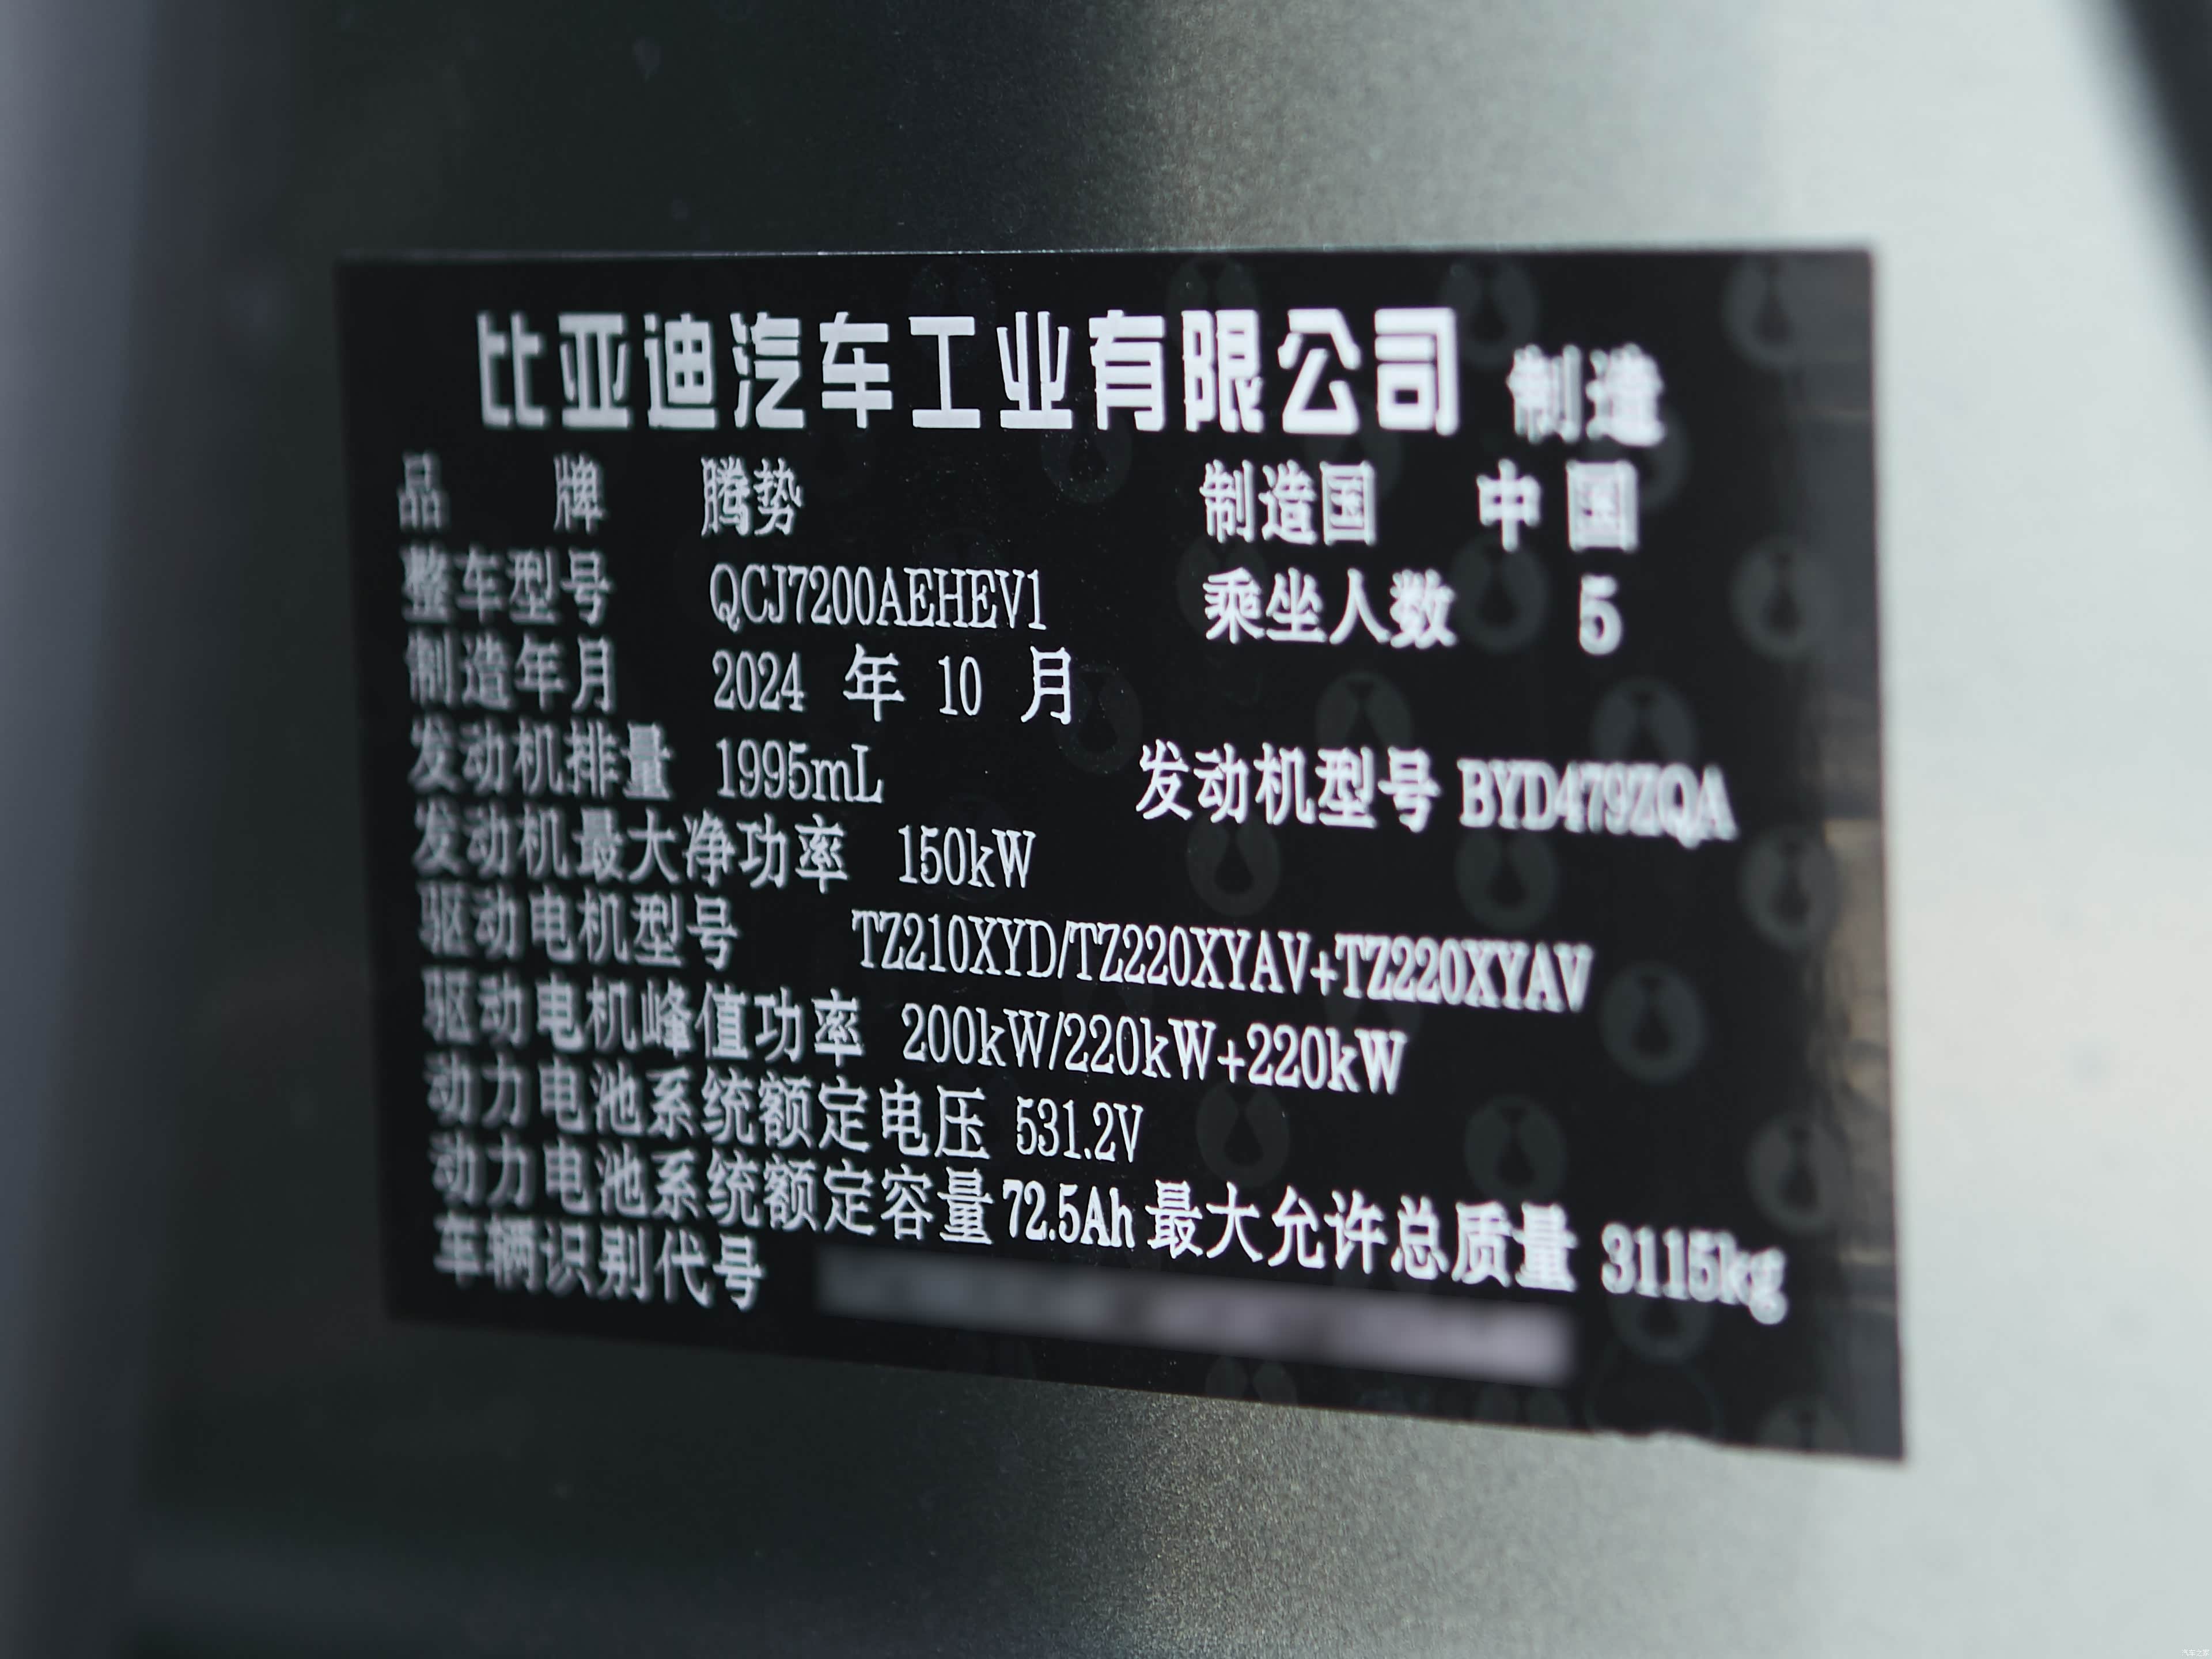 比亚迪汽车工业有限公司 制造
品牌 腾势 制造国 中国
整车型号 QCJ7200AEHEV1 乘坐人数 5
制造年月 2024 年 10 月
发动机排量 1995mL 发动机型号 BYD479ZQA
发动机最大净功率 150kW
驱动电机型号 TZ210XYD/TZ220XYAV+TZ220XYAV
驱动电机峰值功率 200kW/220kW+220kW
动力电池系统额定电压 531.2V
动力电池系统额定容量 72.5Ah 最大允许总质量 3115kg
车辆识别代号
汽车之家